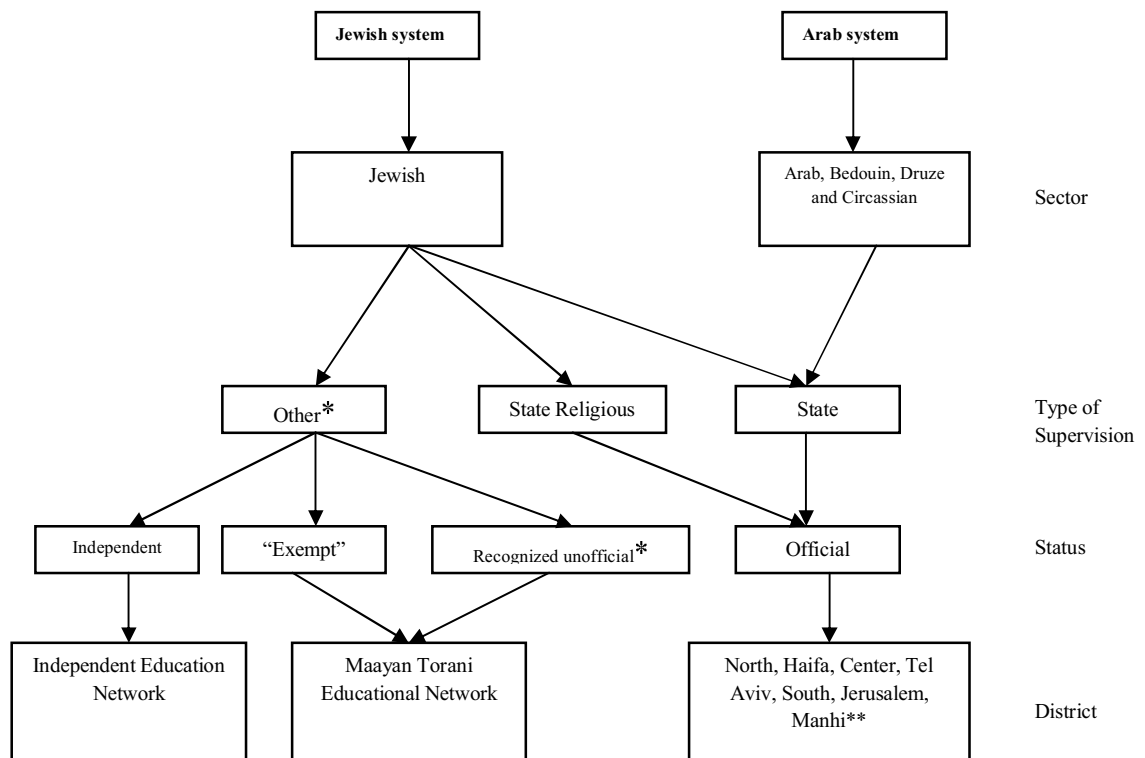 Jewish system
Arab system
Jewish
Arab, Bedouin, Druze
and Circassian
Sector
Other*
State Religious
State
Type of
Supervision
Independent
“Exempt”
Recognized unofficial*
Official
Status
Independent Education
Network
Maayan Torani
Educational Network
North, Haifa, Center, Tel
Aviv, South, Jerusalem,
Manhi**
District